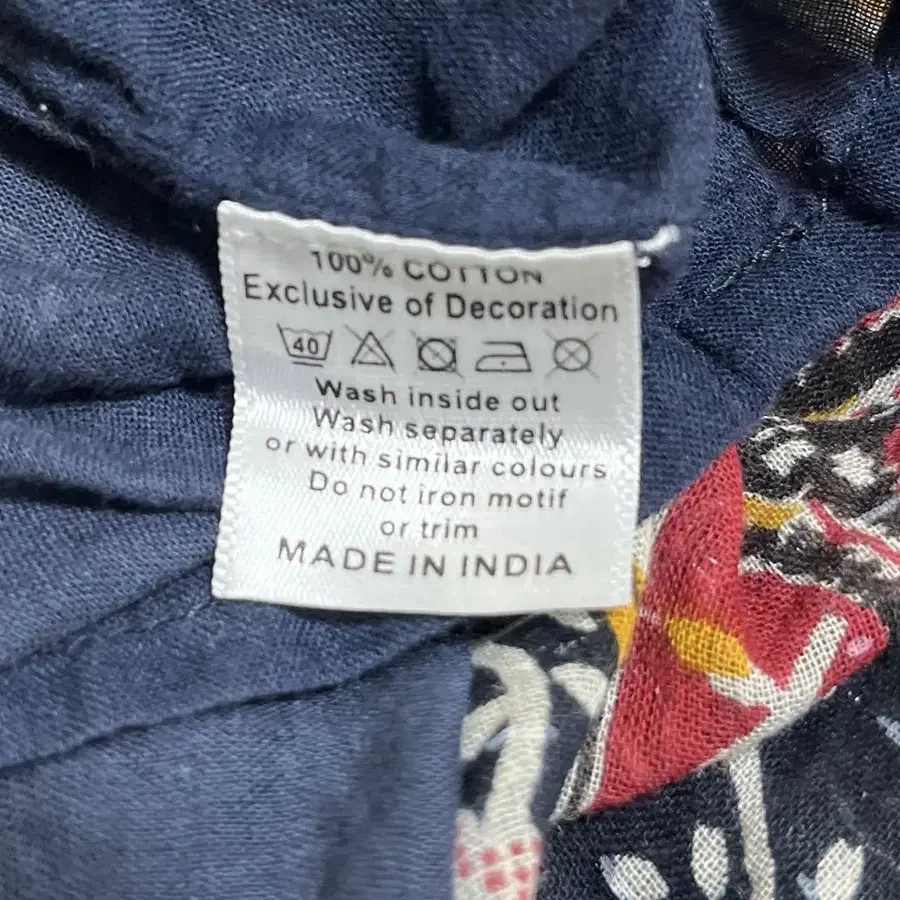 100% COTTON
Exclusive of Decoration
40
Wash inside out
Wash separately
or with similar colours
Do not iron motif
or trim
MADE IN INDIA